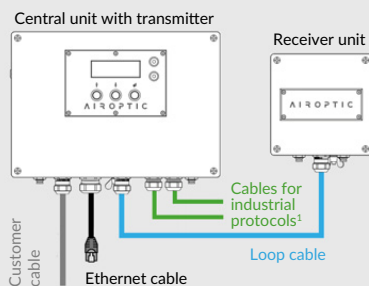 Central unit with transmitter
Receiver unit
AIROPTIC
AIROPTIC
Cables for
industrial
protocols¹
Loop cable
Customer
cable
Ethernet cable